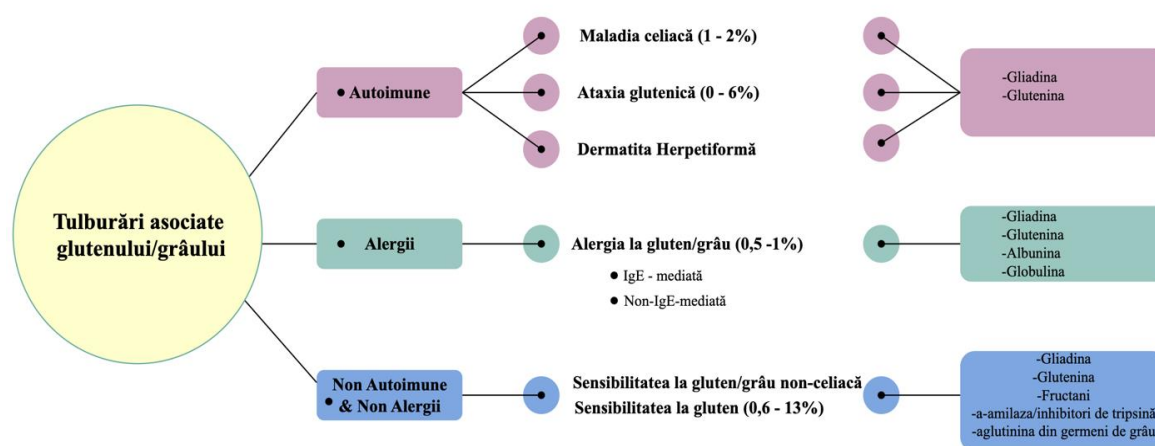 Tulburări asociate
glutenului/grâului
Autoimune
Maladia celiacă (1 - 2%)
Ataxia glutenică (0 - 6%)
Dermatita Herpetiformă
-Gliadina
-Glutenina
Alergii
Alergia la gluten/grâu (0,5 -1%)
IgE - mediată
Non-IgE-mediată
-Gliadina
-Glutenina
-Albunina
-Globulina
Non Autoimune
& Non Alergii
Sensibilitatea la gluten/grâu non-celiacă
Sensibilitatea la gluten (0,6 - 13%)
-Gliadina
-Glutenina
-Fructani
-a-amilaza/inhibitori de tripsină
-aglutinina din germeni de grâu